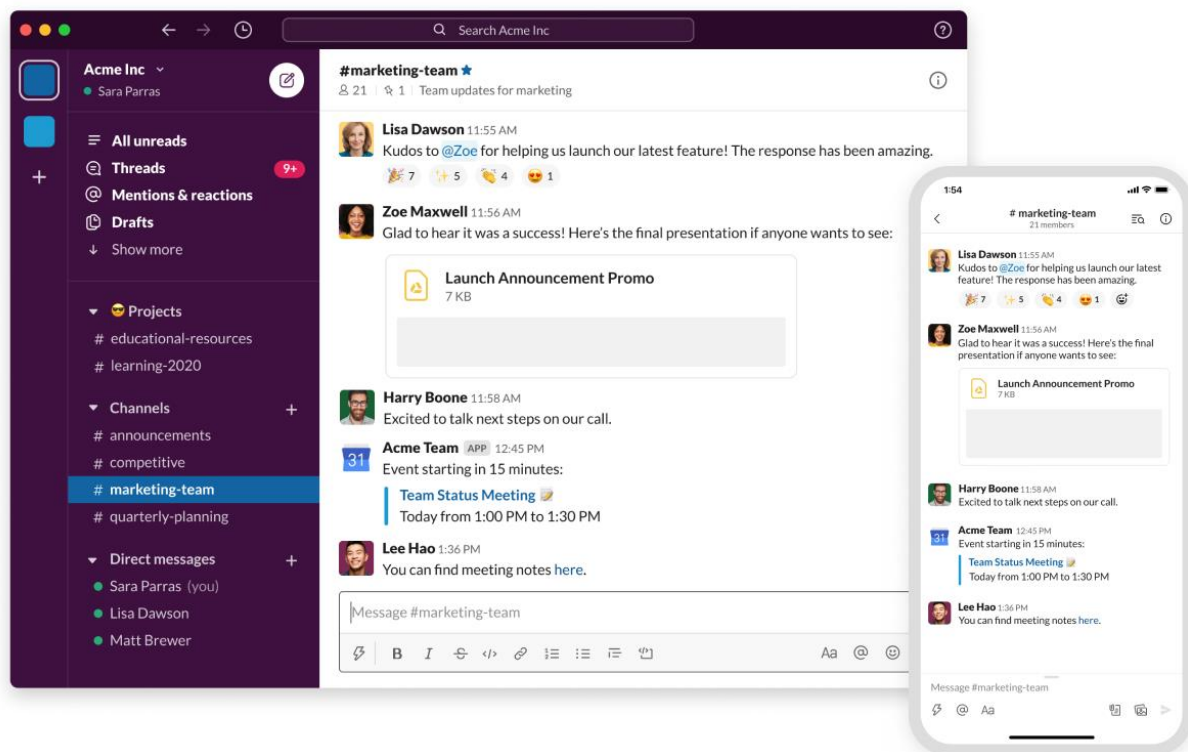 Search Acme Inc
Acme Inc
Sara Parras
All unreads
Threads 9+
@ Mentions & reactions
Drafts
Show more
😎 Projects
# educational-resources
# learning-2020
Channels +
# announcements
# competitive
# marketing-team
# quarterly-planning
Direct messages +
Sara Parras (you)
Lisa Dawson
Matt Brewer
#marketing-team
21 | 1 | Team updates for marketing
Lisa Dawson 11:55 AM
Kudos to @Zoe for helping us launch our latest feature! The response has been amazing.
🎉 7 ✨ 5 👏 4 😍 1
Zoe Maxwell 11:56 AM
Glad to hear it was a success! Here's the final presentation if anyone wants to see:
Launch Announcement Promo
7 KB
Harry Boone 11:58 AM
Excited to talk next steps on our call.
31
Acme Team APP 12:45 PM
Event starting in 15 minutes:
Team Status Meeting 📝
Today from 1:00 PM to 1:30 PM
Lee Hao 1:36 PM
You can find meeting notes here.
Message #marketing-team
B I S </> Aa @
1:54
# marketing-team
21 members
Lisa Dawson 11:55 AM
Kudos to @Zoe for helping us launch our latest
feature! The response has been amazing.
🎉 7 ✨ 5 👏 4 😍 1
Zoe Maxwell 11:56 AM
Glad to hear it was a success! Here's the final
presentation if anyone wants to see:
Launch Announcement Promo
7 KB
Harry Boone 11:58 AM
Excited to talk next steps on our call.
31
Acme Team 12:45 PM
Event starting in 15 minutes:
Team Status Meeting 📝
Today from 1:00 PM to 1:30 PM
Lee Hao 1:36 PM
You can find meeting notes here.
Message #marketing-team
@ Aa